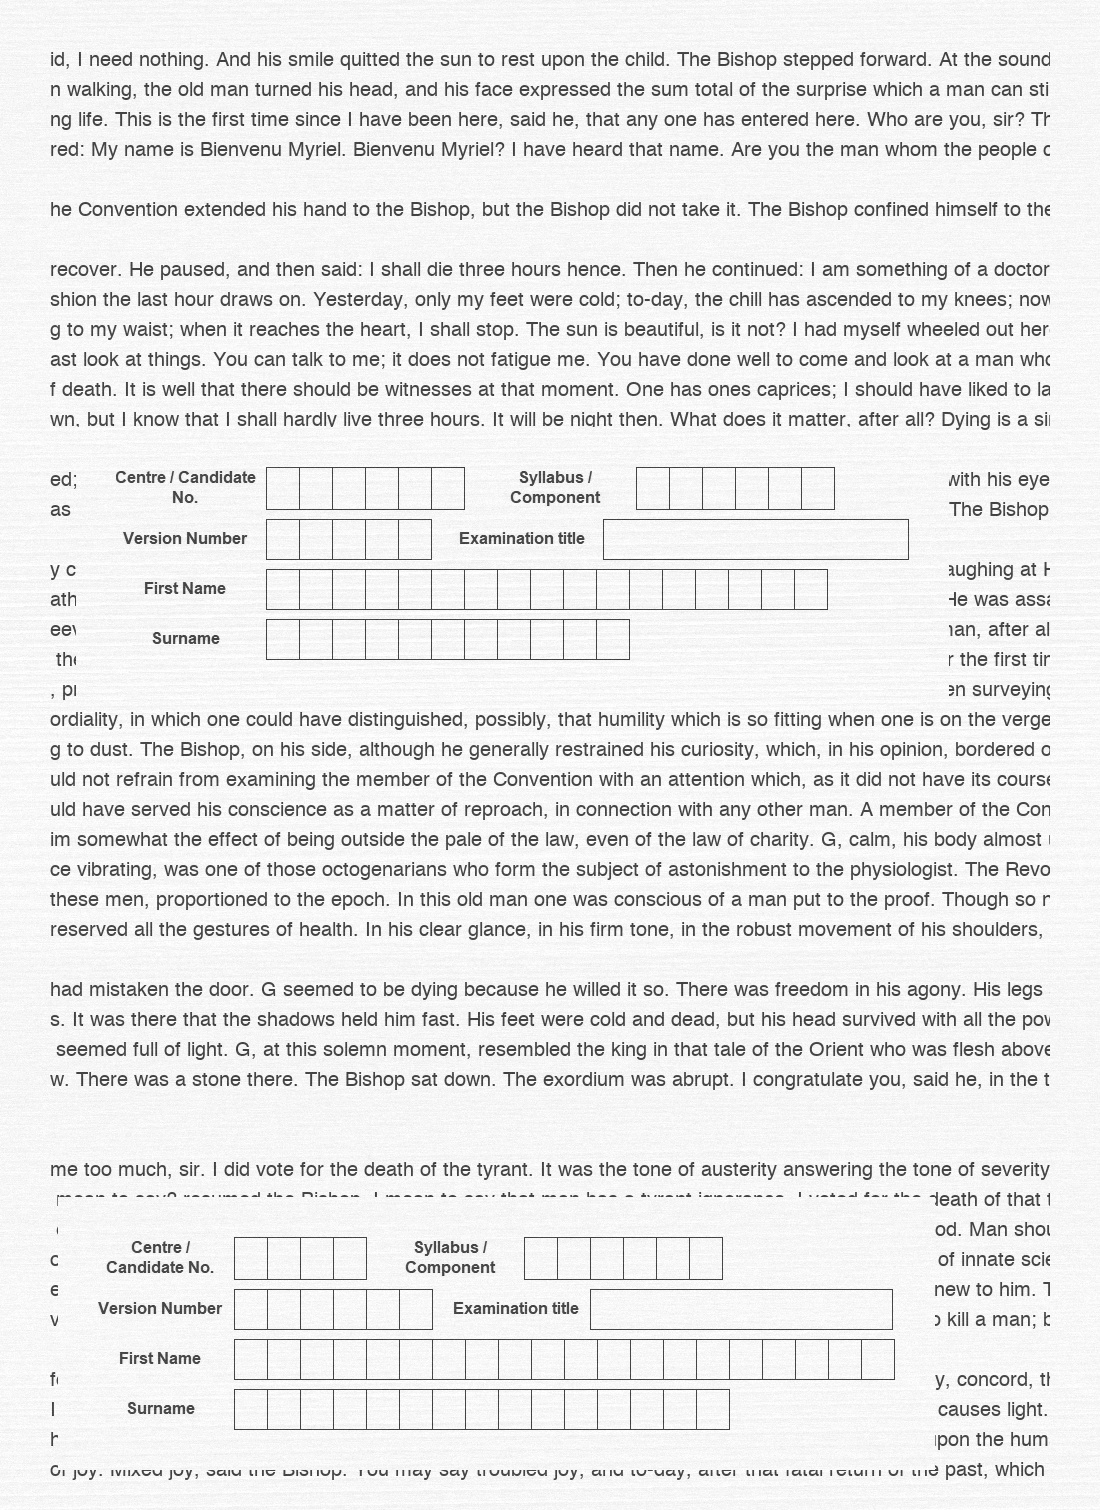 id, I need nothing. And his smile quitted the sun to rest upon the child. The Bishop stepped forward. At the sound
n walking, the old man turned his head, and his face expressed the sum total of the surprise which a man can sti
ng life. This is the first time since I have been here, said he, that any one has entered here. Who are you, sir?
red: My name is Bienvenu Myriel. Bienvenu Myriel? I have heard that name. Are you the man whom the people
he Convention extended his hand to the Bishop, but the Bishop did not take it. The Bishop confined himself to the
recover. He paused, and then said: I shall die three hours hence. Then he continued: I am something of a doctor
shion the last hour draws on. Yesterday, only my feet were cold; to-day, the chill has ascended to my knees; now
g to my waist; when it reaches the heart, I shall stop. The sun is beautiful, is it not? I had myself wheeled out her
ast look at things. You can talk to me; it does not fatigue me. You have done well to come and look at a man who
f death. It is well that there should be witnesses at that moment. One has ones caprices; I should have liked to la
wn, but I know that I shall hardly live three hours. It will be night then. What does it matter, after all? Dying is a si
ed; with his eye
as The Bishop
Centre / Candidate No. Syllabus / Component
Version Number Examination title
y c aughing at
ath He was assa
First Name
ee an, after al
Surname
the r the first
, p en surveying
ordiality, in which one could have distinguished, possibly, that humility which is so fitting when one is on the verge
g to dust. The Bishop, on his side, although he generally restrained his curiosity, which, in his opinion, bordered o
uld not refrain from examining the member of the Convention with an attention which, as it did not have its course
uld have served his conscience as a matter of reproach, in connection with any other man. A member of the Con
im somewhat the effect of being outside the pale of the law, even of the law of charity. G, calm, his body almost
ce vibrating, was one of those octogenarians who form the subject of astonishment to the physiologist. The Revo
these men, proportioned to the epoch. In this old man one was conscious of a man put to the proof. Though so
reserved all the gestures of health. In his clear glance, in his firm tone, in the robust movement of his shoulders,
had mistaken the door. G seemed to be dying because he willed it so. There was freedom in his agony. His legs
s. It was there that the shadows held him fast. His feet were cold and dead, but his head survived with all the pow
seemed full of light. G, at this solemn moment, resembled the king in that tale of the Orient who was flesh above
w. There was a stone there. The Bishop sat down. The exordium was abrupt. I congratulate you, said he, in the t
me too much, sir. I did vote for the death of the tyrant. It was the tone of austerity answering the tone of severity
mean to say? resumed the Bishop. I mean to say that man has a tyrant ignorance. I voted for the death of that t
od. Man shou
Centre / Candidate No. Syllabus / Component
of innate scie
e new to him. T
Version Number Examination title
kill a man; b
First Name
y, concord, th
I causes light.
Surname
h pon the hum
of joy. Mixed joy, said the Bishop. You may say troubled joy, and to-day, after that fatal return of the past, which